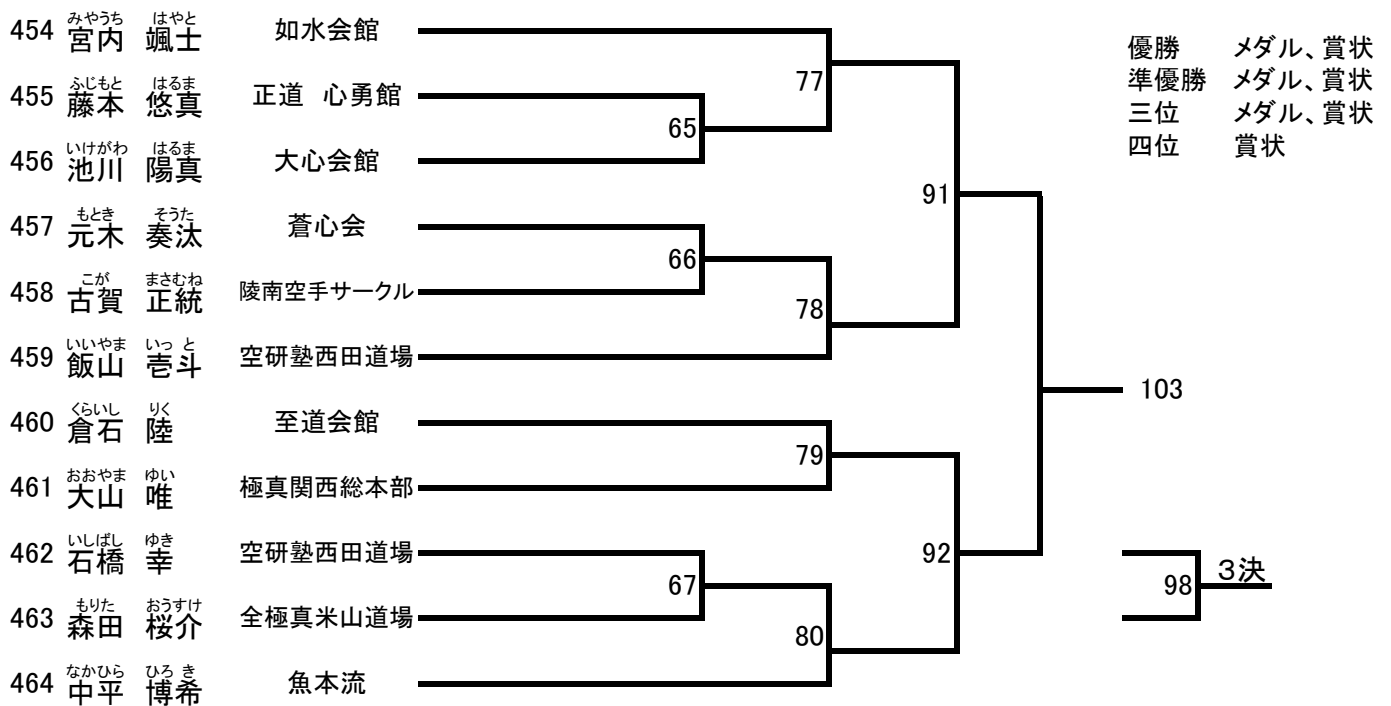 みやうち はやと
454 宮内 颯士 如水会館
ふじもと はるま
455 藤本 悠真 正道 心勇館
いけがわ はるま
456 池川 陽真 大心会館
もとき そうた
457 元木 奏汰 蒼心会
こが まさむね
458 古賀 正統 陵南空手サークル
いいやま いっ と
459 飯山 壱斗 空研塾西田道場
くらいし りく
460 倉石 陸 至道会館
おおやま ゆい
461 大山 唯 極真関西総本部
いしばし ゆき
462 石橋 幸 空研塾西田道場
もりた おうすけ
463 森田 桜介 全極真米山道場
なかひら ひろ き
464 中平 博希 魚本流
65
66
67
77
78
79
80
91
92
103
98 3決
優勝 メダル、賞状
準優勝 メダル、賞状
三位 メダル、賞状
四位 賞状